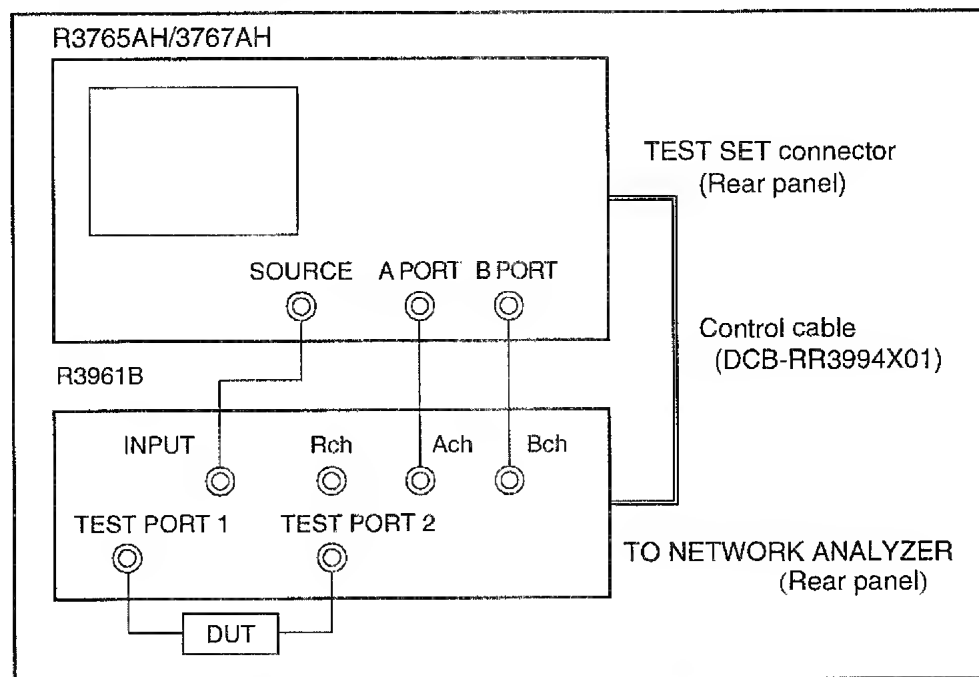 R3765AH/3767AH
TEST SET connector
(Rear panel)
SOURCE A PORT B PORT
Control cable
(DCB-RR3994X01)
R3961B
INPUT Rch Ach Bch
TEST PORT 1 TEST PORT 2
TO NETWORK ANALYZER
(Rear panel)
DUT